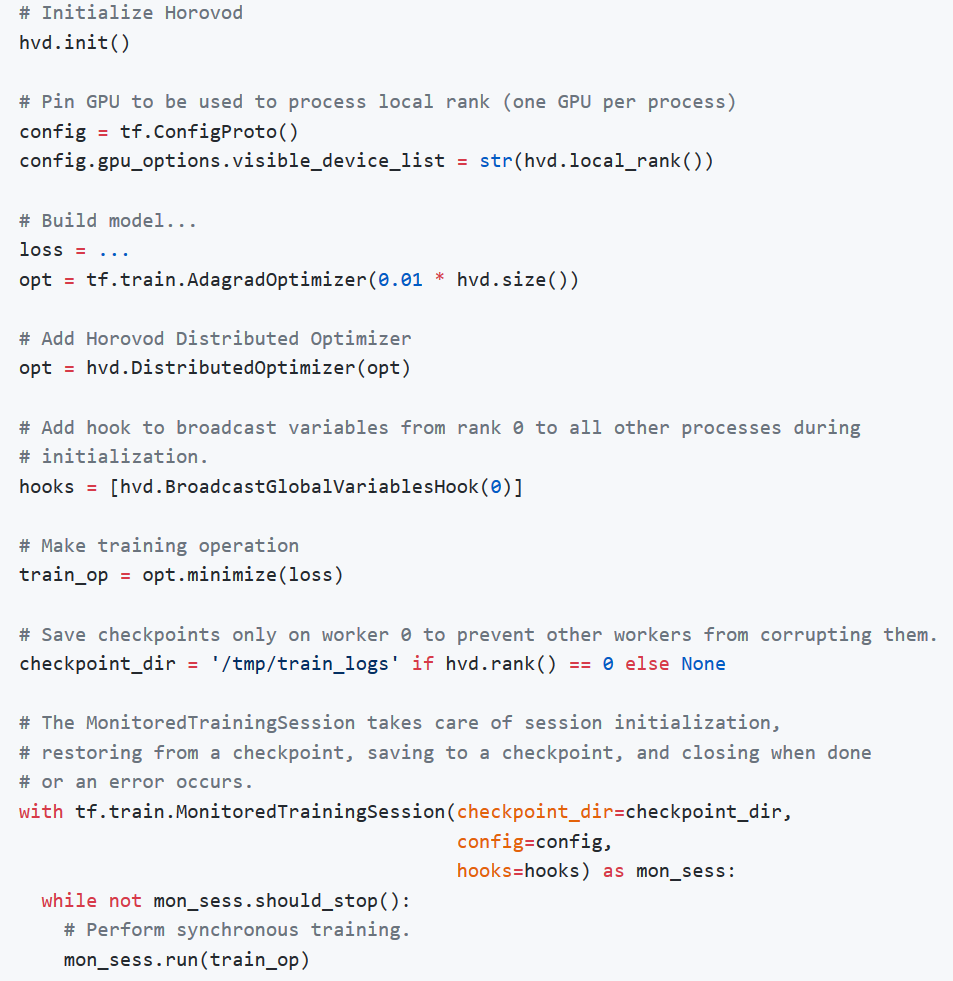 # Initialize Horovod
hvd.init()

# Pin GPU to be used to process local rank (one GPU per process)
config = tf.ConfigProto()
config.gpu_options.visible_device_list = str(hvd.local_rank())

# Build model...
loss = ...
opt = tf.train.AdagradOptimizer(0.01 * hvd.size())

# Add Horovod Distributed Optimizer
opt = hvd.DistributedOptimizer(opt)

# Add hook to broadcast variables from rank 0 to all other processes during
# initialization.
hooks = [hvd.BroadcastGlobalVariablesHook(0)]

# Make training operation
train_op = opt.minimize(loss)

# Save checkpoints only on worker 0 to prevent other workers from corrupting them.
checkpoint_dir = '/tmp/train_logs' if hvd.rank() == 0 else None

# The MonitoredTrainingSession takes care of session initialization,
# restoring from a checkpoint, saving to a checkpoint, and closing when done
# or an error occurs.
with tf.train.MonitoredTrainingSession(checkpoint_dir=checkpoint_dir,
                                       config=config,
                                       hooks=hooks) as mon_sess:
  while not mon_sess.should_stop():
    # Perform synchronous training.
    mon_sess.run(train_op)